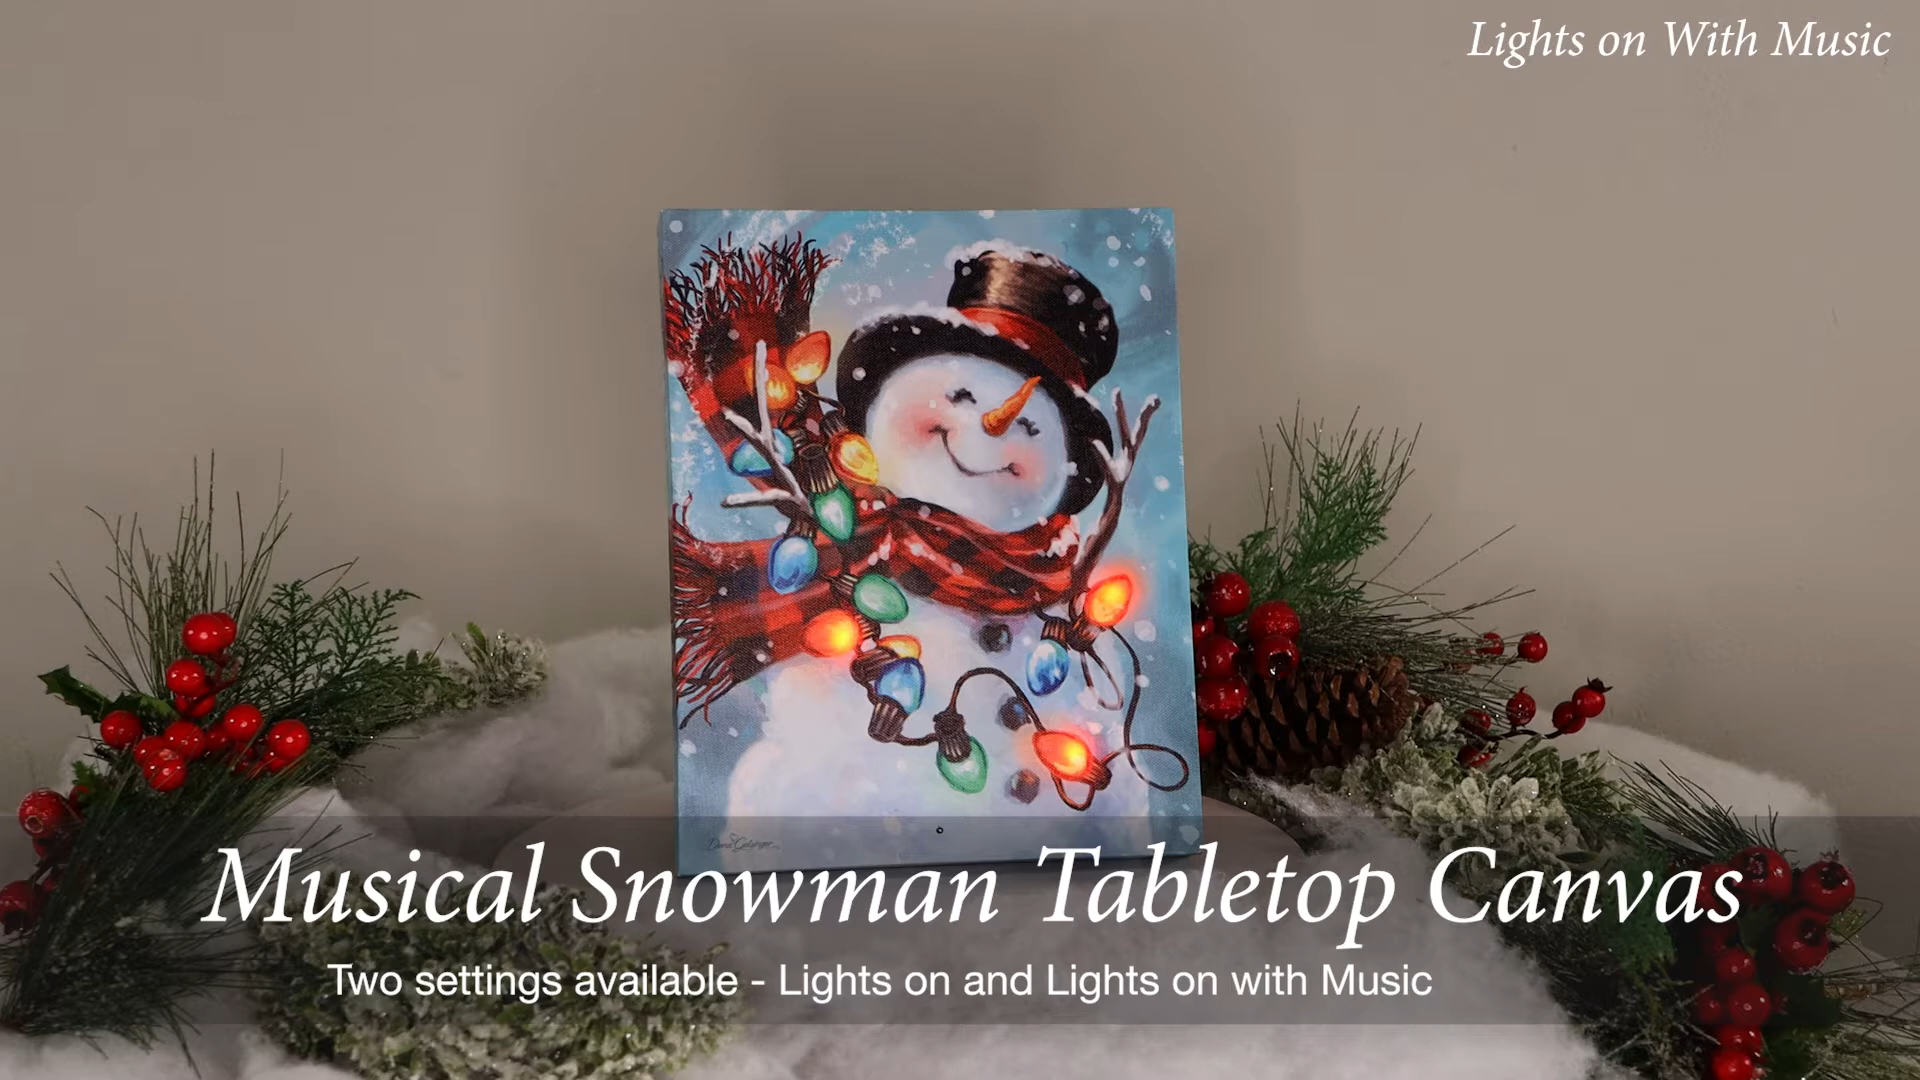 Lights on With Music
Musical Snowman Tabletop Canvas
Two settings available - Lights on and Lights on with Music